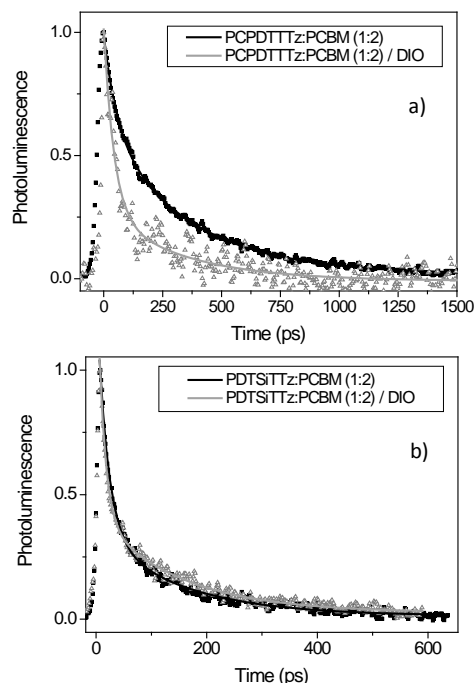 PCPDTTTz:PCBM (1:2)
PCPDTTTz:PCBM (1:2) / DIO
a)
Photoluminescence
1.0
0.5
0.0
0 250 500 750 1000 1250 1500
Time (ps)
PDTSiTTz:PCBM (1:2)
PDTSiTTz:PCBM (1:2) / DIO
b)
Photoluminescence
1.0
0.5
0.0
0 200 400 600
Time (ps)